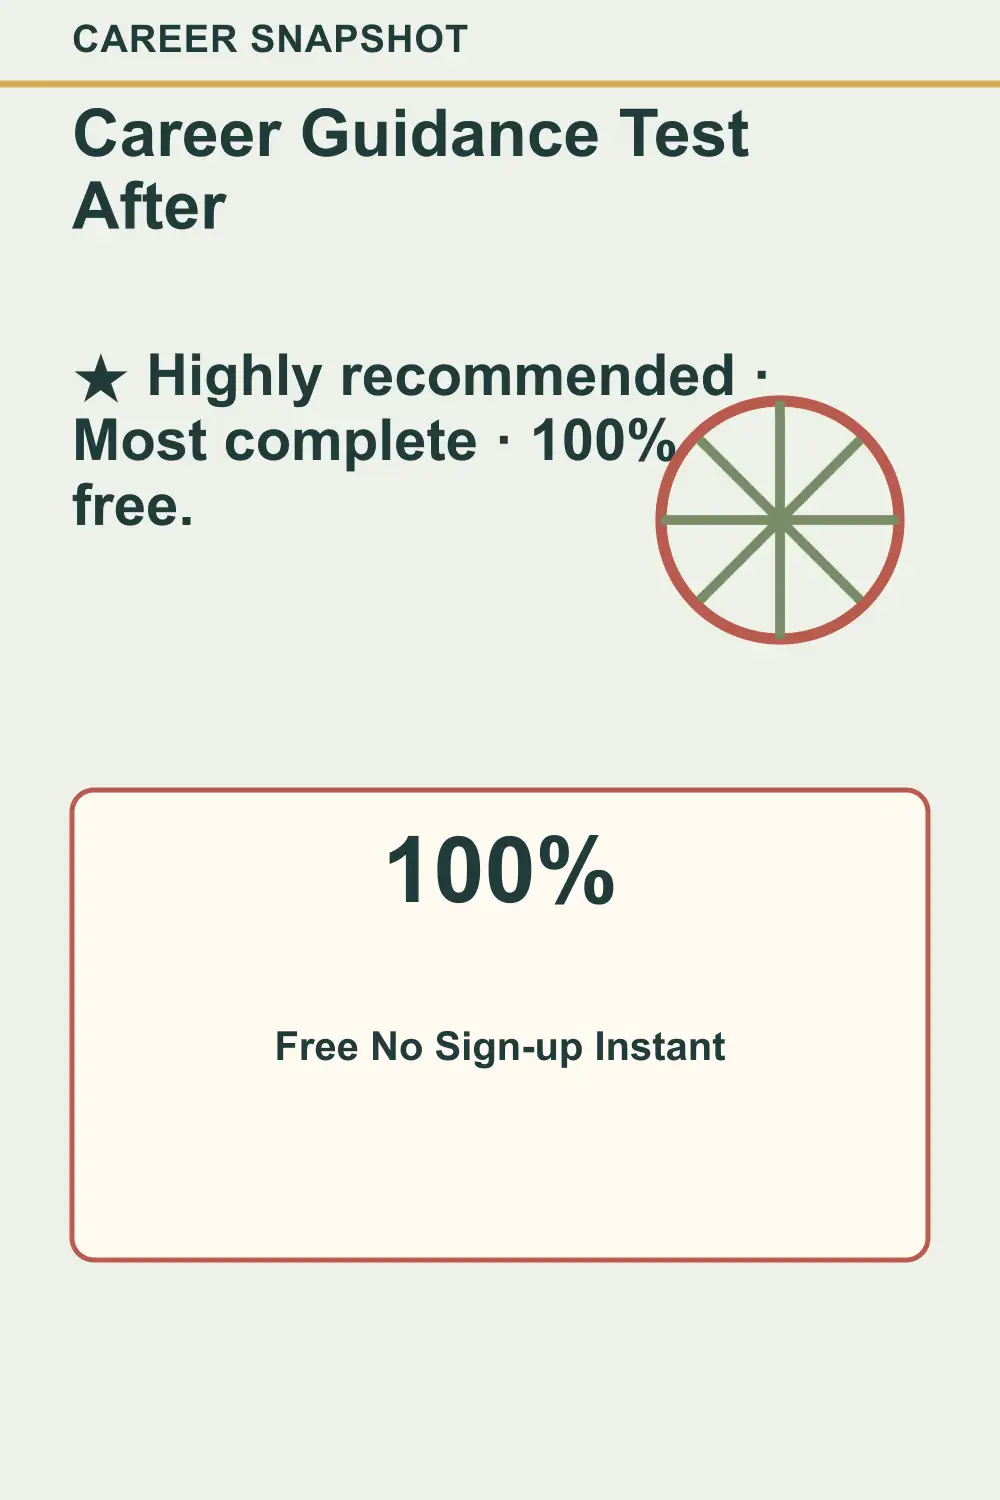 CAREER SNAPSHOT
Career Guidance Test
After
★ Highly recommended ·
Most complete · 100%
free.
100%
Free No Sign-up Instant